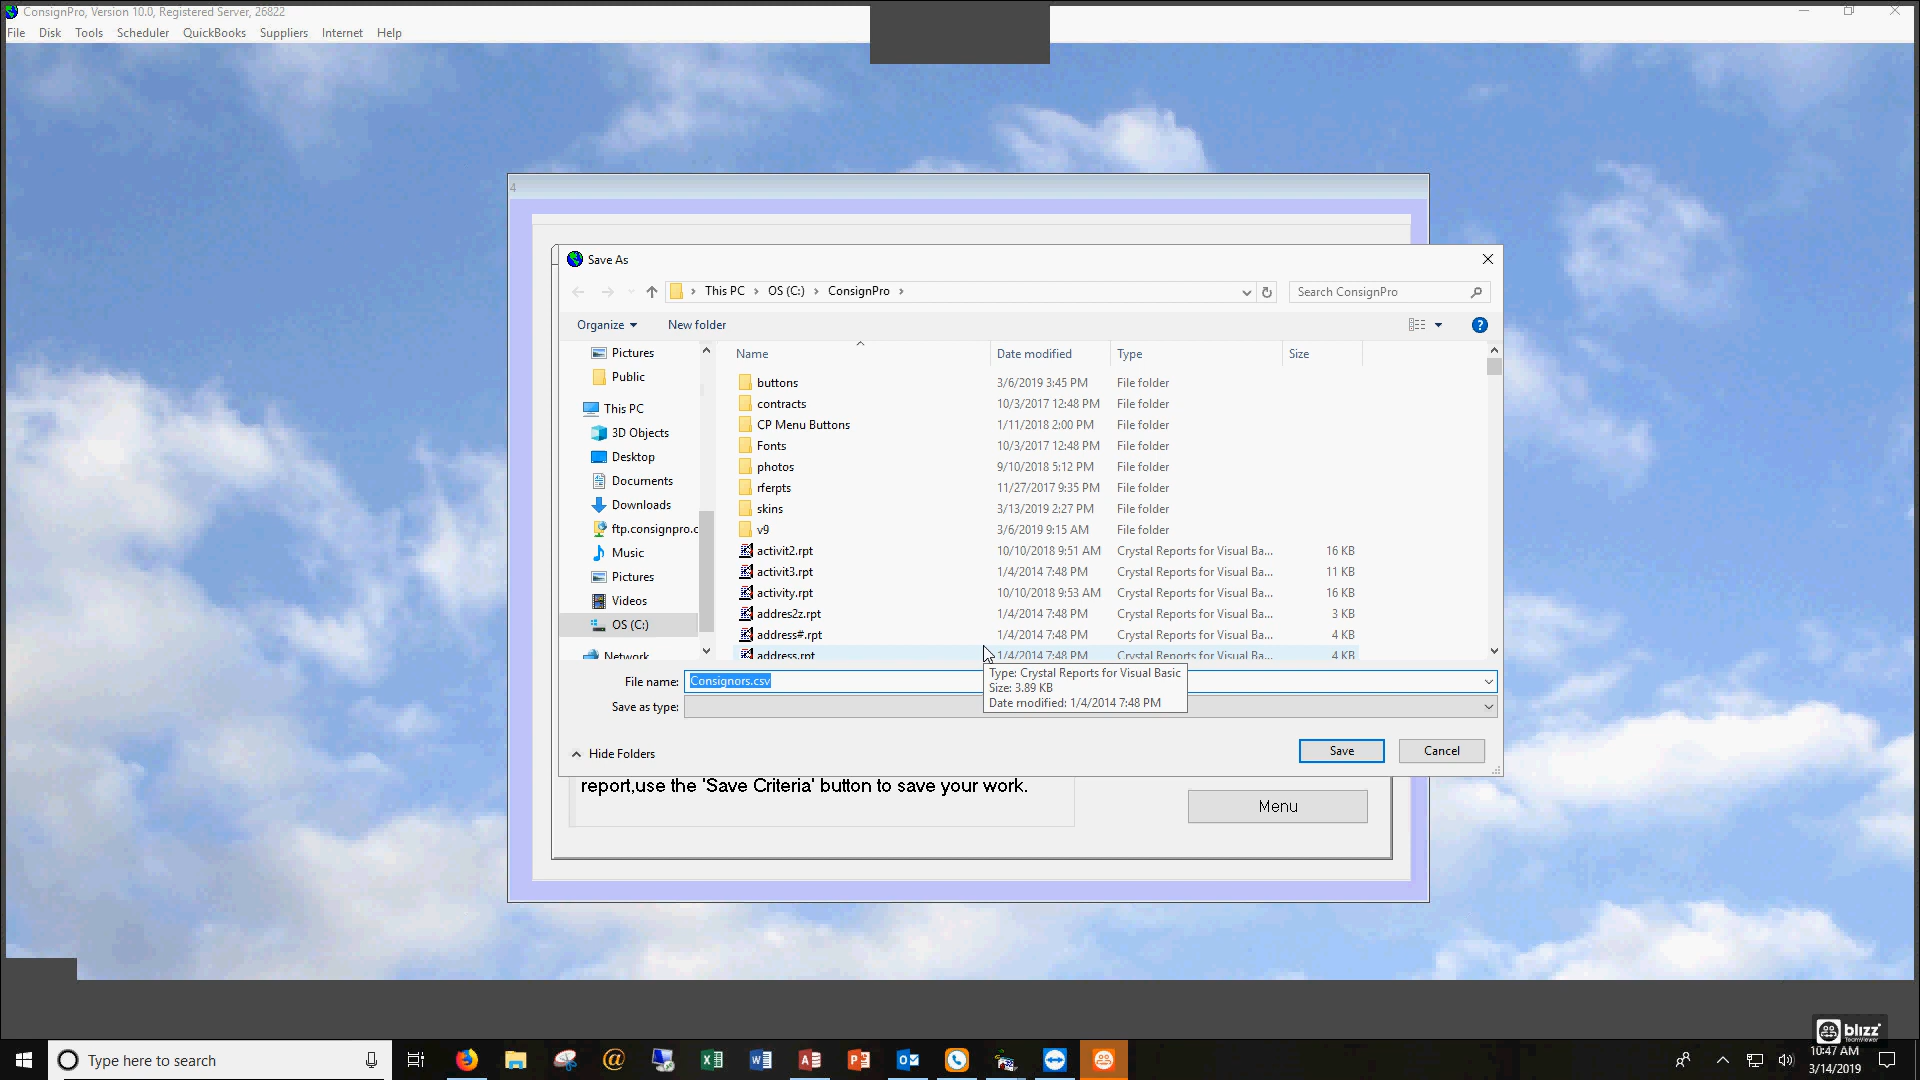 ConsignPro, Version 10.0, Registered Server, 26822
File Disk Tools Scheduler QuickBooks Suppliers Internet Help
4
Save As
This PC > OS (C:) > ConsignPro >
Search ConsignPro
Organize New folder
Pictures
Public
This PC
3D Objects
Desktop
Documents
Downloads
ftp.consignpro.c
Music
Pictures
Videos
OS (C:)
Network
Name Date modified Type Size
buttons 3/6/2019 3:45 PM File folder
contracts 10/3/2017 12:48 PM File folder
CP Menu Buttons 1/11/2018 2:00 PM File folder
Fonts 10/3/2017 12:48 PM File folder
photos 9/10/2018 5:12 PM File folder
rferpts 11/27/2017 9:35 PM File folder
skins 3/13/2019 2:27 PM File folder
v9 3/6/2019 9:15 AM File folder
activit2.rpt 10/10/2018 9:51 AM Crystal Reports for Visual Ba... 16 KB
activit3.rpt 1/4/2014 7:48 PM Crystal Reports for Visual Ba... 11 KB
activity.rpt 10/10/2018 9:53 AM Crystal Reports for Visual Ba... 16 KB
addres2z.rpt 1/4/2014 7:48 PM Crystal Reports for Visual Ba... 3 KB
address#.rpt 1/4/2014 7:48 PM Crystal Reports for Visual Ba... 4 KB
address.rpt 1/4/2014 7:48 PM Crystal Reports for Visual Ba... 4 KB
Type: Crystal Reports for Visual Basic
Size: 3.89 KB
Date modified: 1/4/2014 7:48 PM
File name: Consignors.csv
Save as type:
Hide Folders
Save Cancel
report,use the 'Save Criteria' button to save your work.
Menu
blizz
TeamViewer
Type here to search
10:47 AM
3/14/2019